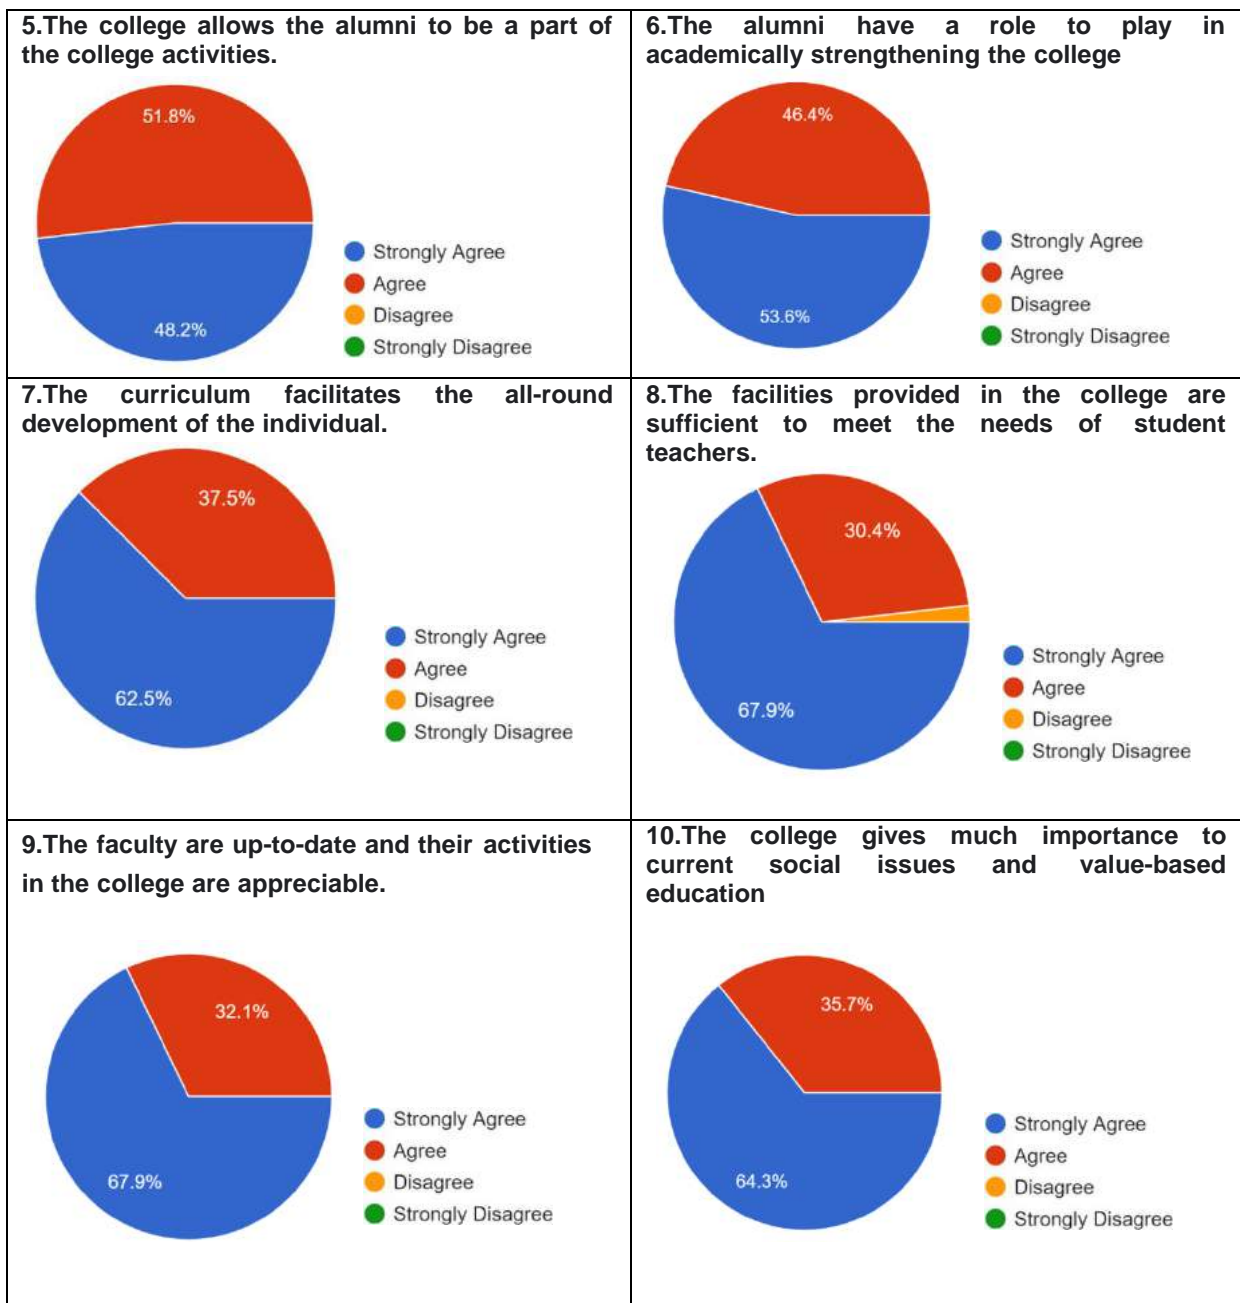 5.The college allows the alumni to be a part of
the college activities.
51.8%
48.2%
Strongly Agree
Agree
Disagree
Strongly Disagree
6.The alumni have a role to play in
academically strengthening the college
46.4%
53.6%
Strongly Agree
Agree
Disagree
Strongly Disagree
7.The curriculum facilitates the all-round
development of the individual.
37.5%
62.5%
Strongly Agree
Agree
Disagree
Strongly Disagree
8.The facilities provided in the college are
sufficient to meet the needs of student
teachers.
30.4%
67.9%
Strongly Agree
Agree
Disagree
Strongly Disagree
9.The faculty are up-to-date and their activities
in the college are appreciable.
32.1%
67.9%
Strongly Agree
Agree
Disagree
Strongly Disagree
10.The college gives much importance to
current social issues and value-based
education
35.7%
64.3%
Strongly Agree
Agree
Disagree
Strongly Disagree